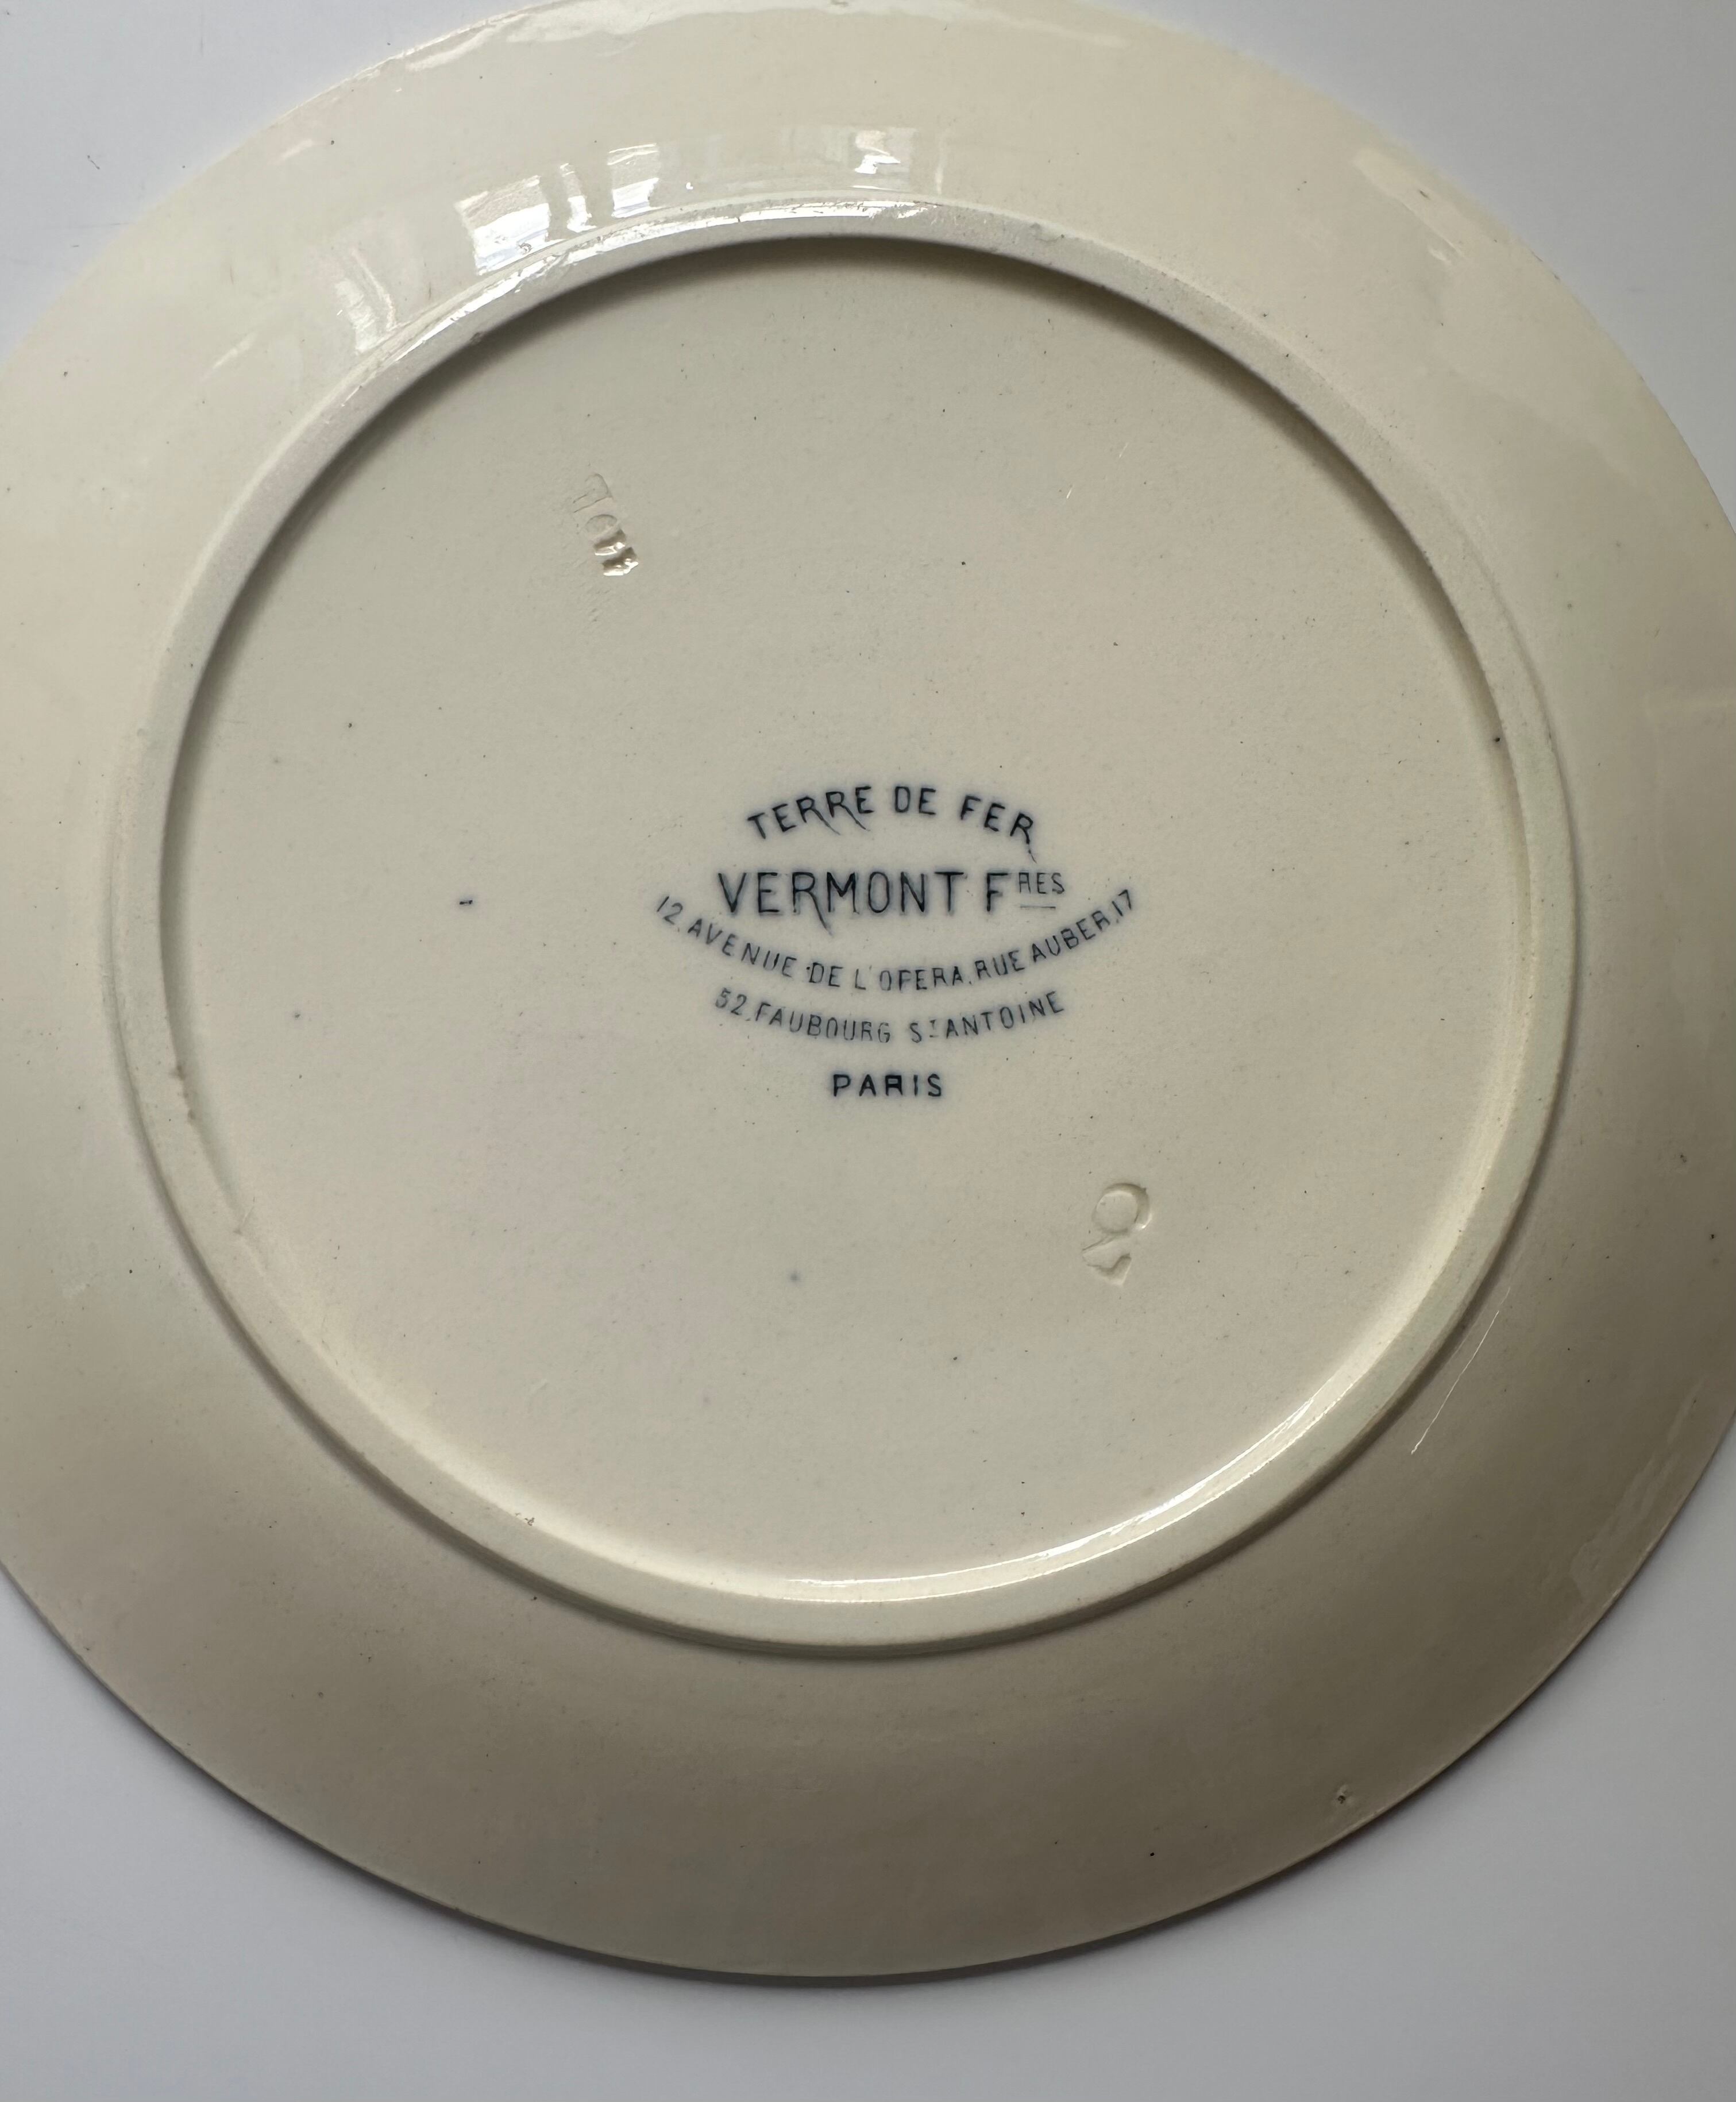 TERRE DE FER
VERMONT FRES
12. AVENUE DE L'OPERA. RUE AUBER. 17
52. FAUBOURG ST ANTOINE
PARIS